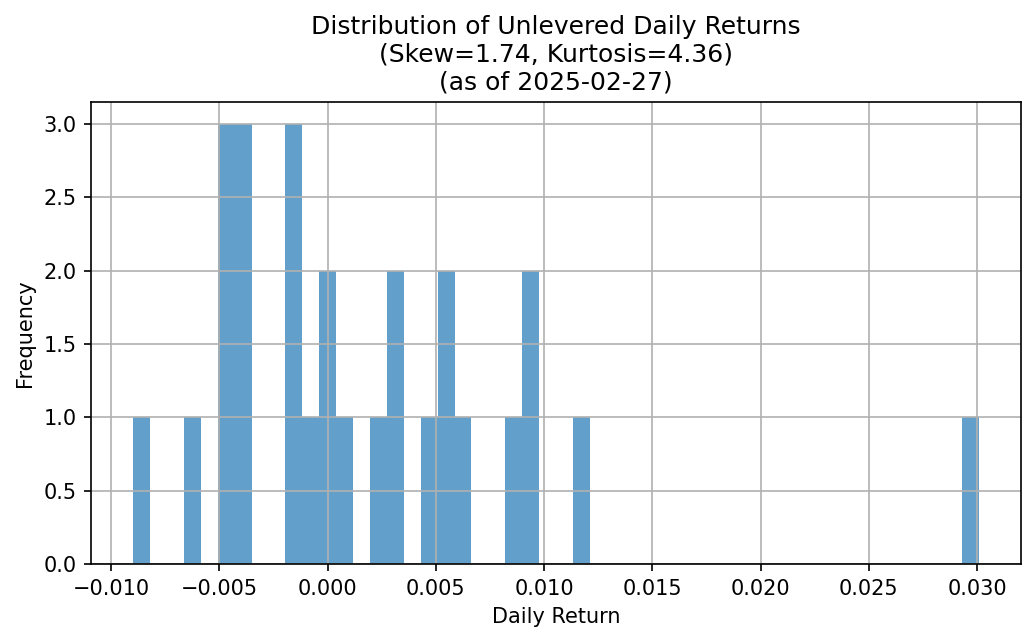 Distribution of Unlevered Daily Returns
(Skew=1.74, Kurtosis=4.36)
(as of 2025-02-27)
3.0
2.5
2.0
1.5
1.0
0.5
0.0
Frequency
−0.010 −0.005 0.000 0.005 0.010 0.015 0.020 0.025 0.030
Daily Return